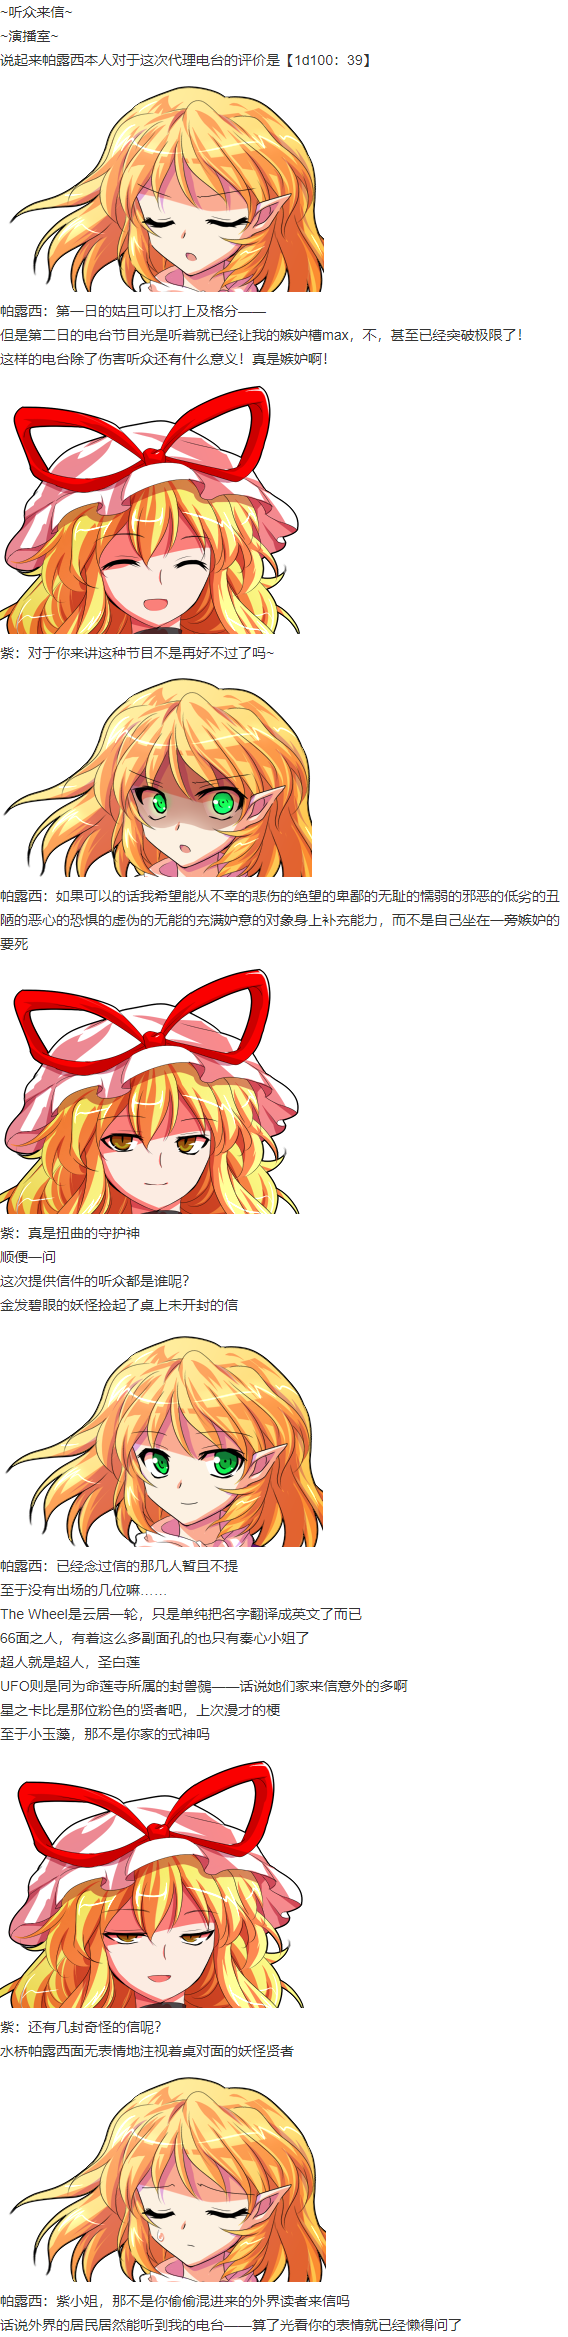 ~听众来信~
~演播室~
说起来帕露西本人对于这次代理电台的评价是【1d100：39】
帕露西：第一日的姑且可以打上及格分——
但是第二日的电台节目光是听着就已经让我的嫉妒槽max，不，甚至已经突破极限了！
这样的电台除了伤害听众还有什么意义！真是嫉妒啊！
紫：对于你来讲这种节目不是再好不过了吗~
帕露西：如果可以的话我希望能从不幸的悲伤的绝望的卑鄙的无耻的懦弱的邪恶的低劣的丑
陋的恶心的恐惧的虚伪的无能的充满妒意的对象身上补充能力，而不是自己坐在一旁嫉妒的
要死
紫：真是扭曲的守护神
顺便一问
这次提供信件的听众都是谁呢？
金发碧眼的妖怪捡起了桌上未开封的信
帕露西：已经念过信的那几人暂且不提
至于没有出场的几位嘛……
The Wheel是云居一轮，只是单纯把名字翻译成英文了而已
66面之人，有着这么多副面孔的也只有秦心小姐了
超人就是超人，圣白莲
UFO则是同为命莲寺所属的封兽鵺——话说她们家来信意外的多啊
星之卡比是那位粉色的贤者吧，上次漫才的梗
至于小玉藻，那不是你家的式神吗
紫：还有几封奇怪的信呢？
水桥帕露西面无表情地注视着桌对面的妖怪贤者
帕露西：紫小姐，那不是你偷偷混进来的外界读者来信吗
话说外界的居民居然能听到我的电台——算了光看你的表情就已经懒得问了